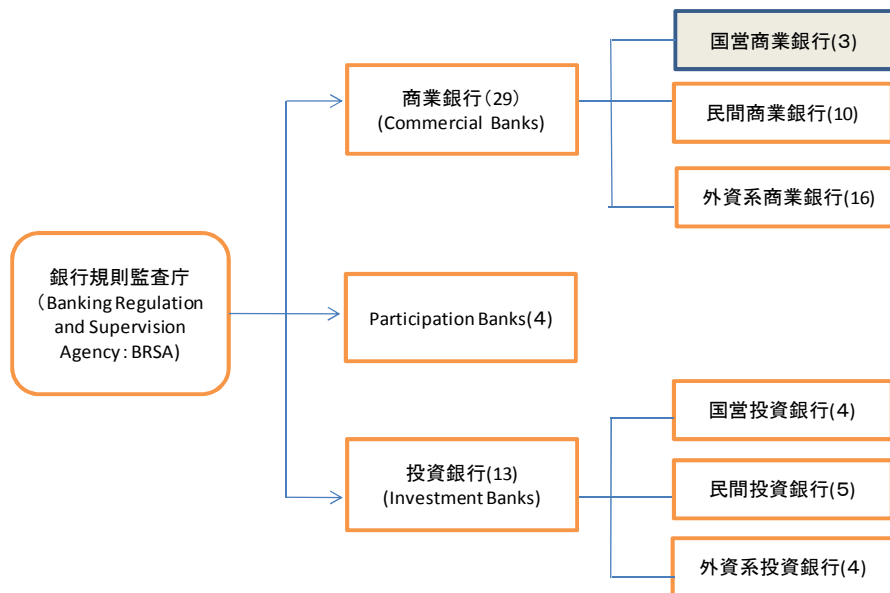 銀行規則監査庁
（Banking Regulation
and Supervision
Agency：BRSA)
商業銀行（29）
(Commercial Banks)
国営商業銀行(３)
民間商業銀行(10)
外資系商業銀行(16)
Participation Banks(４)
投資銀行(13)
(Investment Banks)
国営投資銀行(４)
民間投資銀行(５)
外資系投資銀行(４)